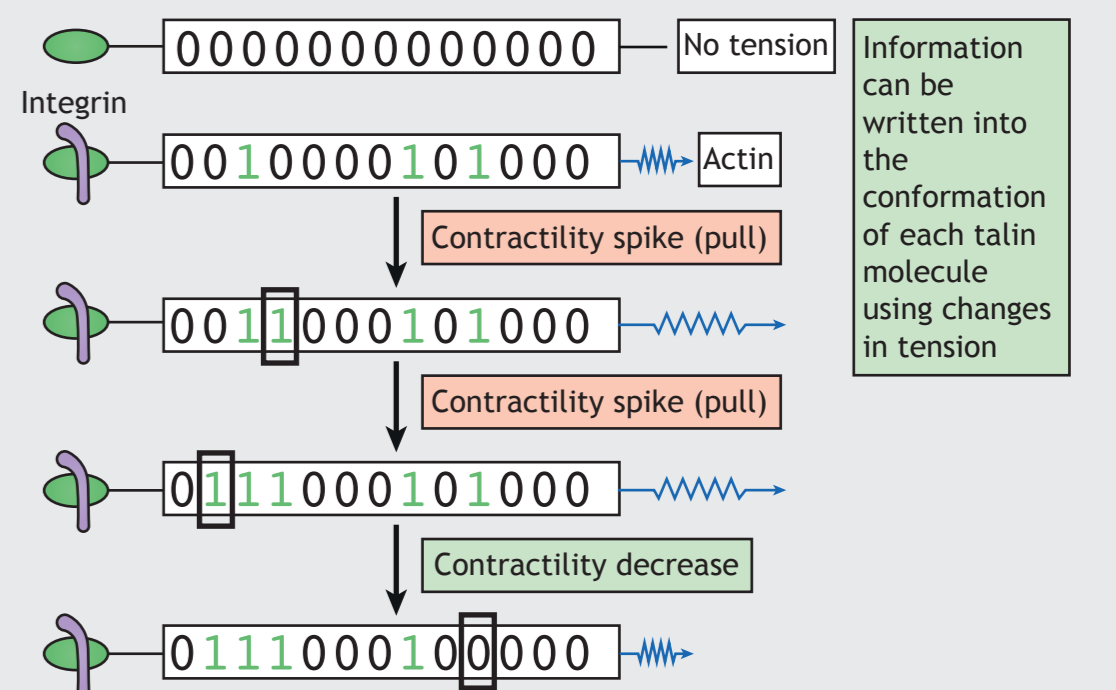 0000000000000
No tension
Integrin
0010000101000
Actin
Contractility spike (pull)
0011000101000
Contractility spike (pull)
0111000101000
Contractility decrease
0111000100000
Information
can be
written into
the
conformation
of each talin
molecule
using changes
in tension